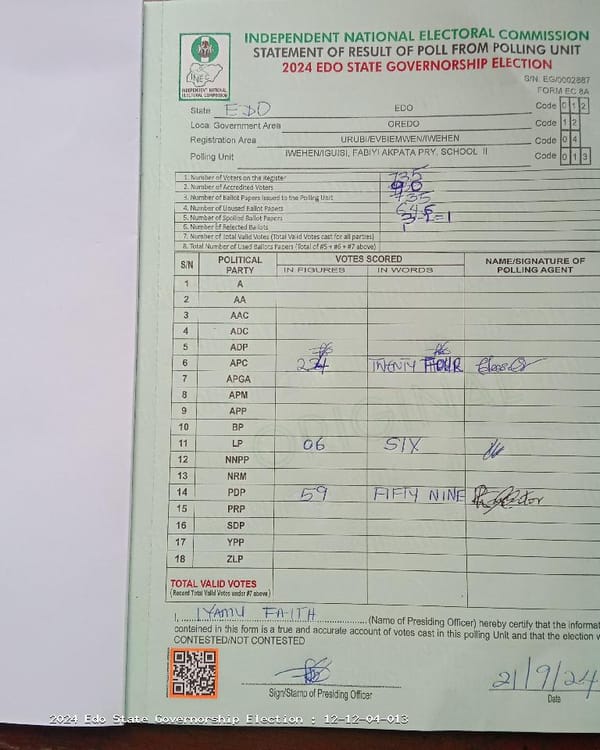 INDEPENDENT NATIONAL ELECTORAL COMMISSION
STATEMENT OF RESULT OF POLL FROM POLLING UNIT
2024 EDO STATE GOVERNORSHIP ELECTION
INEC
INDEPENDENT NATIONAL
ELECTORAL COMMISSION
S/N. EG/0002887
FORM EC 8A
State EDO EDO Code 0 1 2
Local Government Area OREDO Code 1 2
Registration Area URUBI/EVBIEMWEN/IWEHEN Code 0 4
Polling Unit IWEHEN/IGUISI, FABIYI AKPATA PRY. SCHOOL II Code 0 1 3
1. Number of Voters on the Register 735
2. Number of Accredited Voters 90
3. Number of Ballot Papers Issued to the Polling Unit 735
4. Number of Unused Ballot Papers 645
5. Number of Spoiled Ballot Papers
6. Number of Rejected Ballots 1
7. Number of Total Valid Votes (Total Valid Votes cast for all parties)
8. Total Number of Used Ballots Papers (Total of #5 + #6 + #7 above)
S/N POLITICAL PARTY VOTES SCORED NAME/SIGNATURE OF POLLING AGENT
IN FIGURES IN WORDS
1 A
2 AA
3 AAC
4 ADC
5 ADP
6 APC 24 TWENTY FOUR
7 APGA
8 APM
9 APP
10 BP
11 LP 06 SIX
12 NNPP
13 NRM
14 PDP 59 FIFTY NINE
15 PRP
16 SDP
17 YPP
18 ZLP
TOTAL VALID VOTES
(Record Total Valid Votes under #7 above)
I, IYAMU FAITH (Name of Presiding Officer) hereby certify that the informat
contained in this form is a true and accurate account of votes cast in this polling Unit and that the election w
CONTESTED/NOT CONTESTED
21/9/24
Sign/Stamp of Presiding Officer Date
2024 Edo State Governorship Election : 12-12-04-013